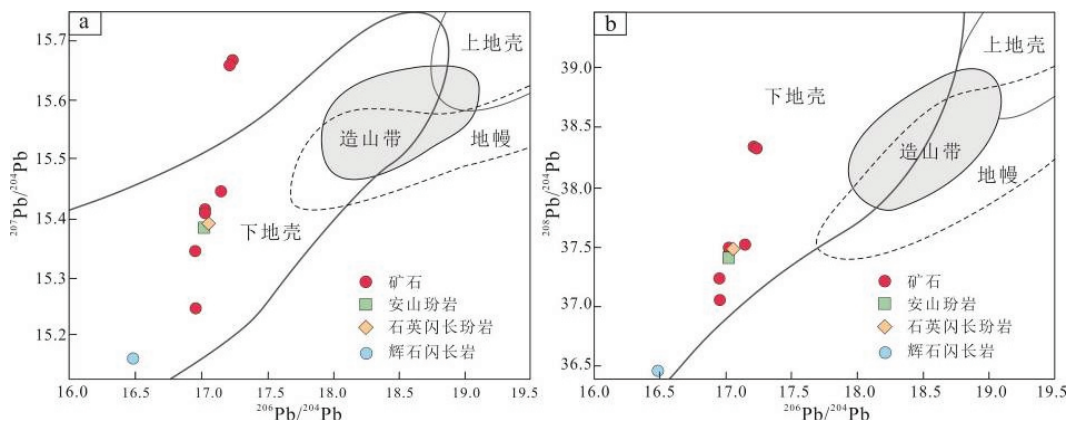 a
15.7
15.6
15.5
15.4
15.3
15.2
²⁰⁷Pb/²⁰⁴Pb
上地壳
造山带
地幔
下地壳
矿石
安山玢岩
石英闪长玢岩
辉石闪长岩
16.0 16.5 17.0 17.5 18.0 18.5 19.0 19.5
²⁰⁶Pb/²⁰⁴Pb
b
39.0
38.5
38.0
37.5
37.0
36.5
²⁰⁸Pb/²⁰⁴Pb
上地壳
下地壳
造山带
地幔
矿石
安山玢岩
石英闪长玢岩
辉石闪长岩
16.0 16.5 17.0 17.5 18.0 18.5 19.0 19.5
²⁰⁶Pb/²⁰⁴Pb